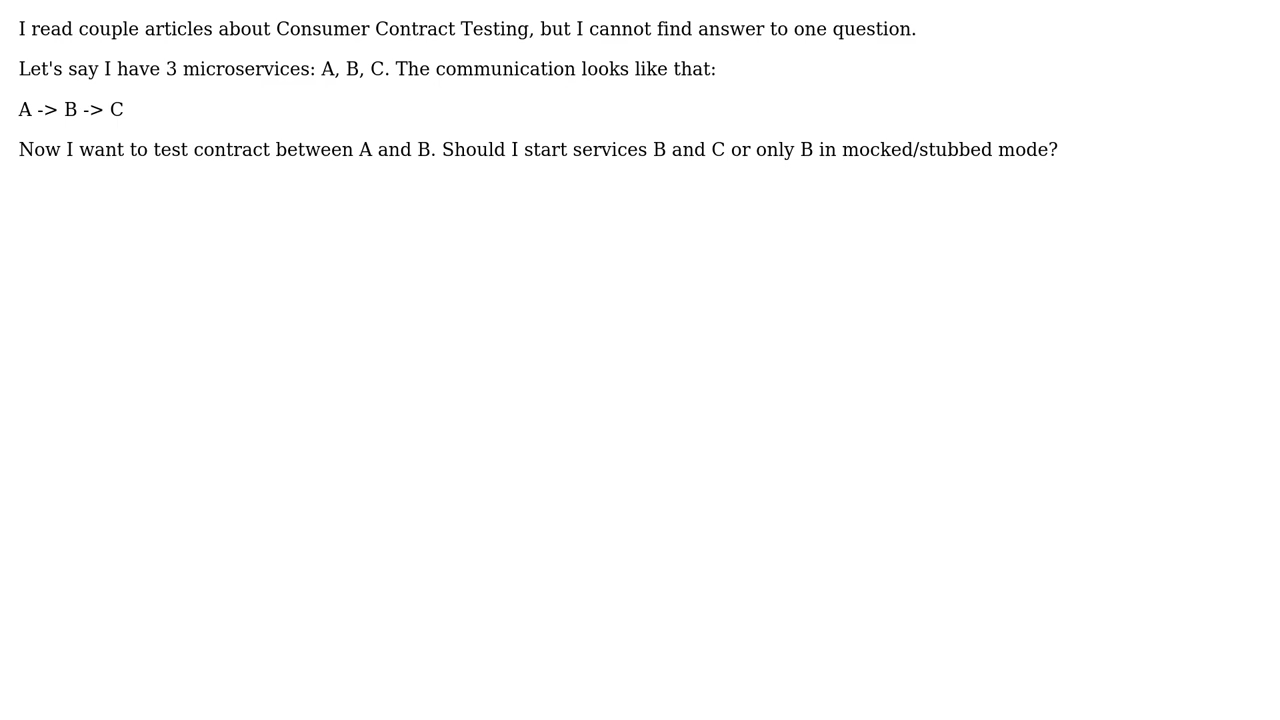 I read couple articles about Consumer Contract Testing, but I cannot find answer to one question.
Let's say I have 3 microservices: A, B, C. The communication looks like that:
A -> B -> C
Now I want to test contract between A and B. Should I start services B and C or only B in mocked/stubbed mode?